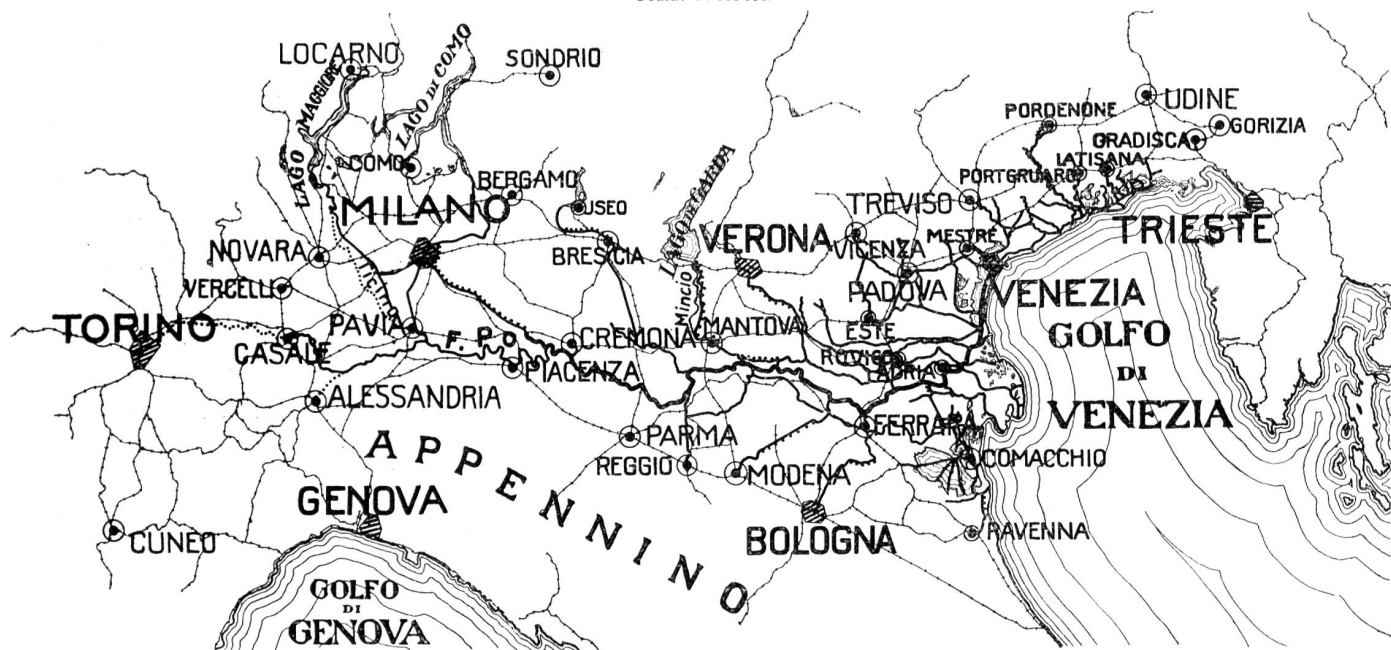 LOCARNO
SONDRIO
LAGO MAGGIORE
LAGO DI COMO
UDINE
PORDENONE
GORIZIA
GRADISCA
LATISANA
COMO
PORTGRUARO
BERGAMO
LAGO DI GARDA
MILANO
TREVISO
NOVARA
VERONA
VICENZA
MESTRE
TRIESTE
BRESCIA
VERCELLI
Mincio
PADOVA
VENEZIA
TORINO
PAVIA
F. PO
CREMONA
MANTOVA
ESTE
GOLFO
DI
VENEZIA
CASALE
PIACENZA
ROVIGO
ADRIA
ALESSANDRIA
APPENNINO
PARMA
FERRARA
REGGIO
MODENA
COMACCHIO
GENOVA
CUNEO
BOLOGNA
RAVENNA
GOLFO
DI
GENOVA